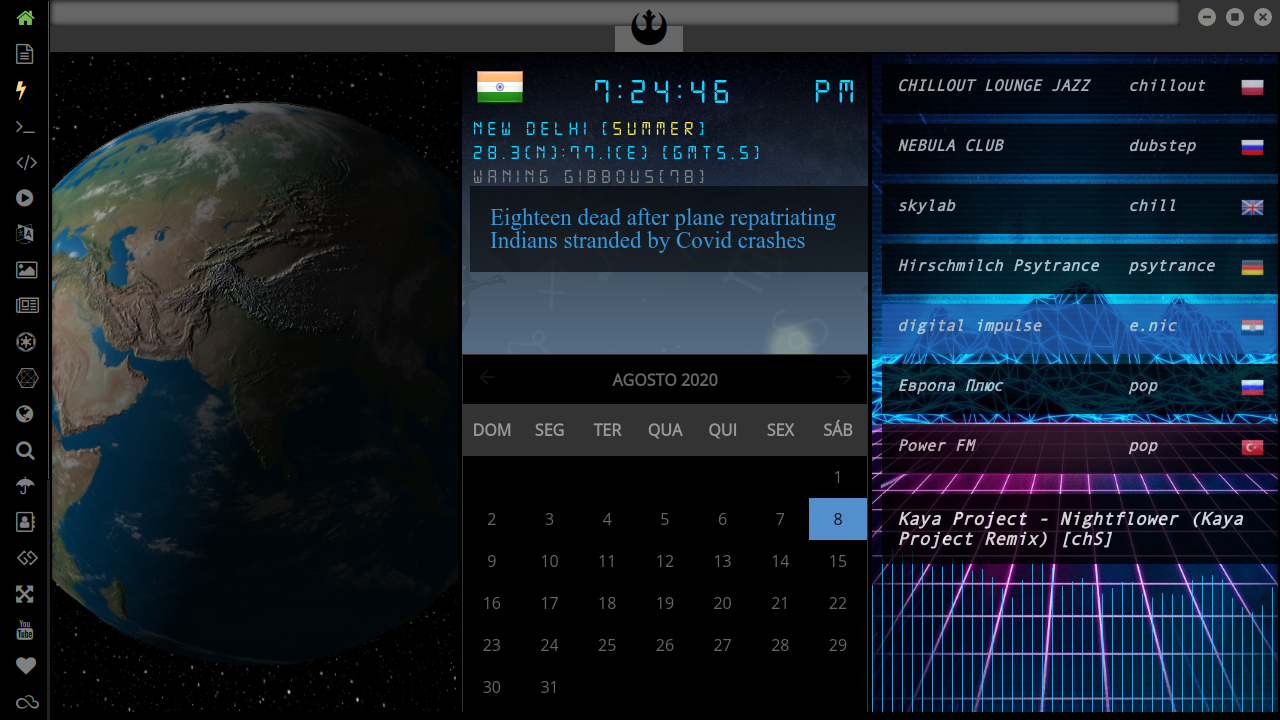 7:24:46 PM
NEW DELHI [SUMMER]
28.3(N):77.1(E) [GMT5.5]
WANING GIBBOUS[78]
Eighteen dead after plane repatriating
Indians stranded by Covid crashes
AGOSTO 2020
DOM SEG TER QUA QUI SEX SÁB
1
2 3 4 5 6 7 8
9 10 11 12 13 14 15
16 17 18 19 20 21 22
23 24 25 26 27 28 29
30 31
CHILLOUT LOUNGE JAZZ chillout
NEBULA CLUB dubstep
skylab chill
Hirschmilch Psytrance psytrance
digital impulse e.nic
Европа Плюс pop
Power FM pop
Kaya Project - Nightflower (Kaya
Project Remix) [chS]
You
Tube